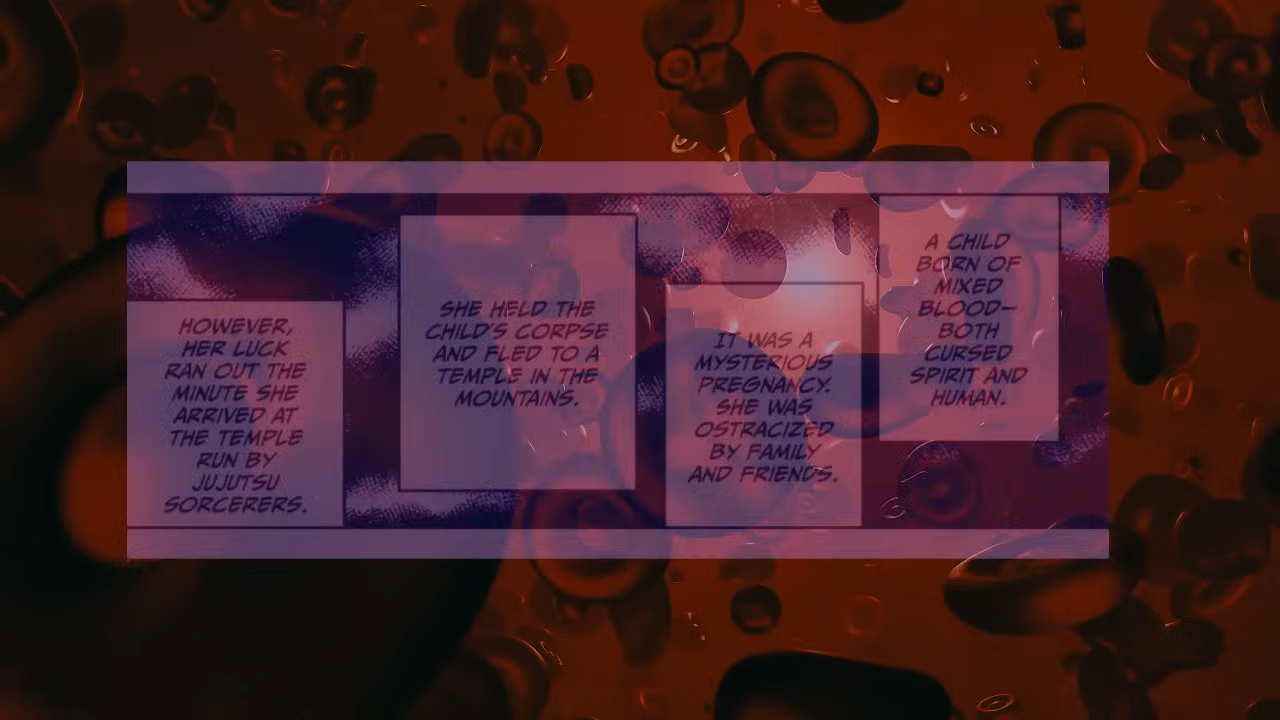 A CHILD
BORN OF
MIXED
BLOOD—
BOTH
CURSED
SPIRIT AND
HUMAN.
IT WAS A
MYSTERIOUS
PREGNANCY.
SHE WAS
OSTRACIZED
BY FAMILY
AND FRIENDS.
SHE HELD THE
CHILD'S CORPSE
AND FLED TO A
TEMPLE IN THE
MOUNTAINS.
HOWEVER,
HER LUCK
RAN OUT THE
MINUTE SHE
ARRIVED AT
THE TEMPLE
RUN BY
JUJUTSU
SORCERERS.